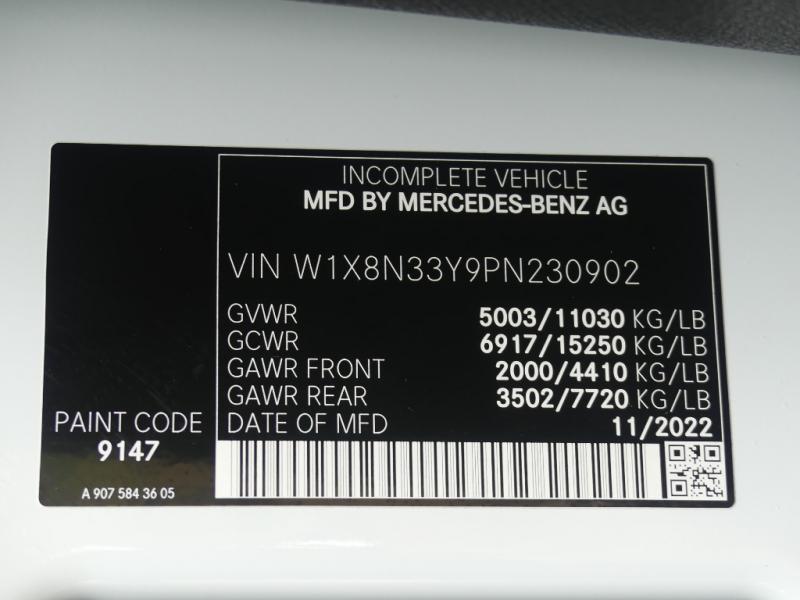 INCOMPLETE VEHICLE
MFD BY MERCEDES-BENZ AG
VIN W1X8N33Y9PN230902
GVWR 5003/11030 KG/LB
GCWR 6917/15250 KG/LB
GAWR FRONT 2000/4410 KG/LB
GAWR REAR 3502/7720 KG/LB
DATE OF MFD 11/2022
PAINT CODE
9147
A 907 584 36 05